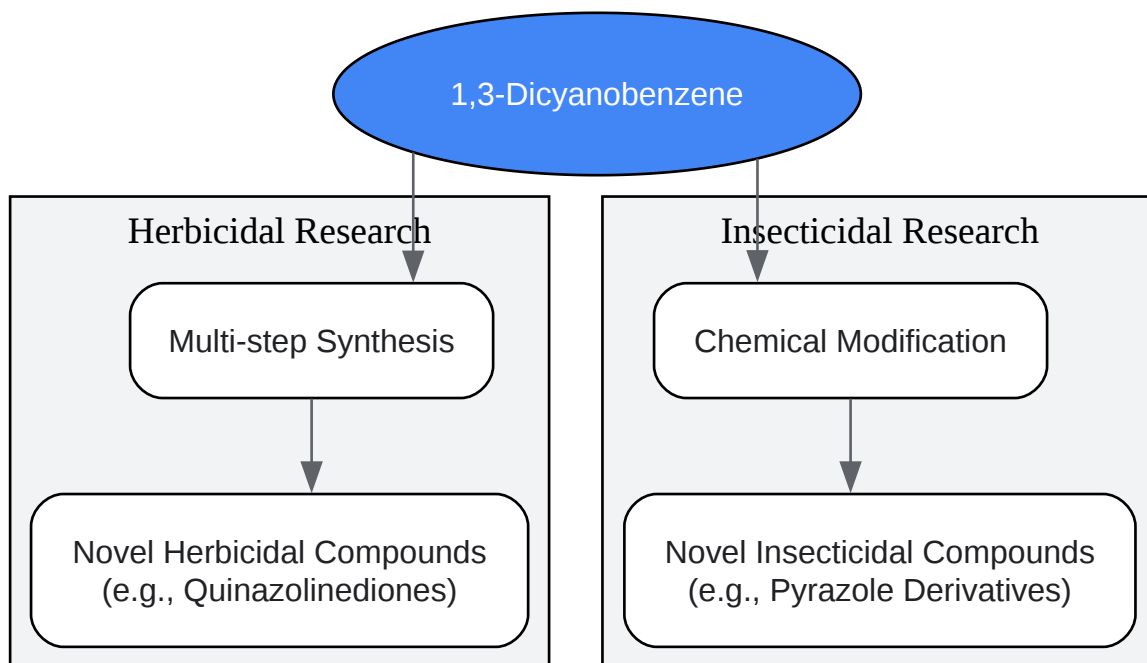 1,3-Dicyanobenzene
Herbicidal Research
Multi-step Synthesis
Novel Herbicidal Compounds
(e.g., Quinazolinediones)
Insecticidal Research
Chemical Modification
Novel Insecticidal Compounds
(e.g., Pyrazole Derivatives)